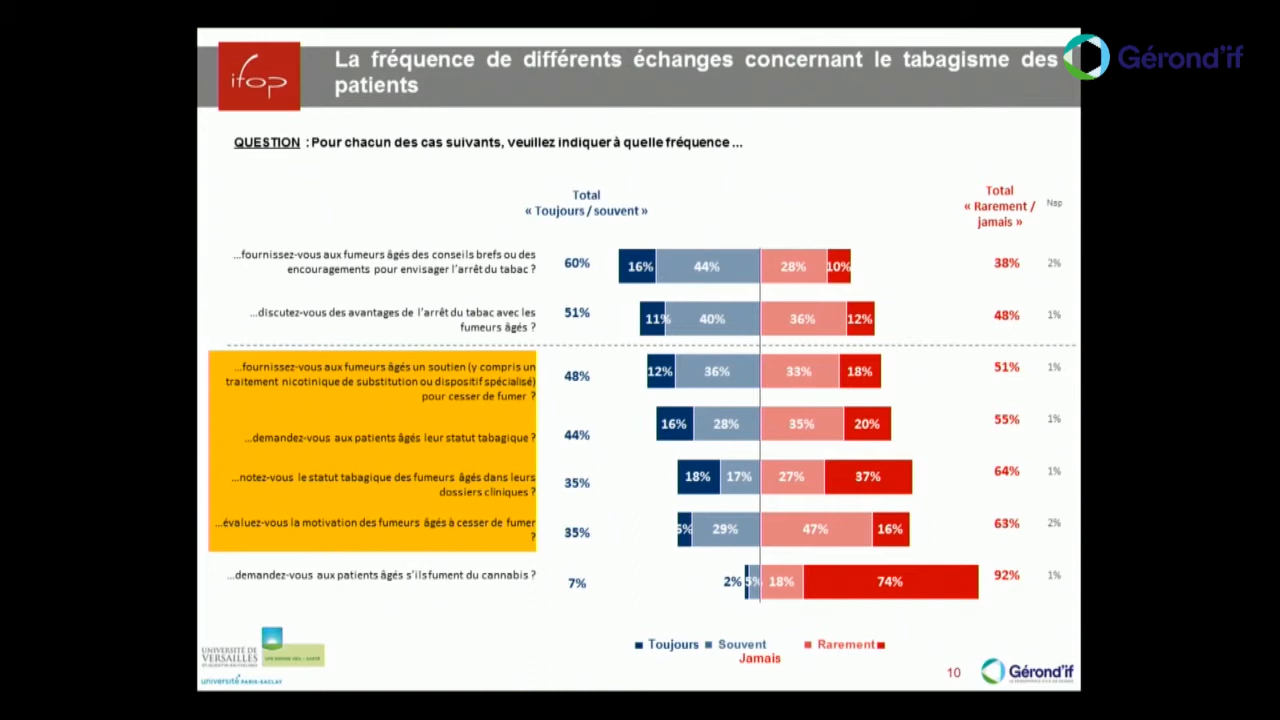 ifop
La fréquence de différents échanges concernant le tabagisme des
patients
Gérond'if
QUESTION : Pour chacun des cas suivants, veuillez indiquer à quelle fréquence ...
Total
« Toujours / souvent »
Total
« Rarement /
jamais »
Nsp
...fournissez-vous aux fumeurs âgés des conseils brefs ou des
encouragements pour envisager l'arrêt du tabac ?
60% 16% 44% 28% 10% 38% 2%
...discutez-vous des avantages de l'arrêt du tabac avec les
fumeurs âgés ?
51% 11% 40% 36% 12% 48% 1%
...fournissez-vous aux fumeurs âgés un soutien (y compris un
traitement nicotinique de substitution ou dispositif spécialisé)
pour cesser de fumer ?
48% 12% 36% 33% 18% 51% 1%
...demandez-vous aux patients âgés leur statut tabagique ?
44% 16% 28% 35% 20% 55% 1%
...notez-vous le statut tabagique des fumeurs âgés dans leurs
dossiers cliniques ?
35% 18% 17% 27% 37% 64% 1%
...évaluez-vous la motivation des fumeurs âgés à cesser de fumer
?
35% 6% 29% 47% 16% 63% 2%
...demandez-vous aux patients âgés s'ils fument du cannabis ?
7% 2% 5% 18% 74% 92% 1%
Toujours Souvent Rarement
Jamais
UNIVERSITÉ DE
VERSAILLES
université PARIS-SACLAY
10
Gérond'if